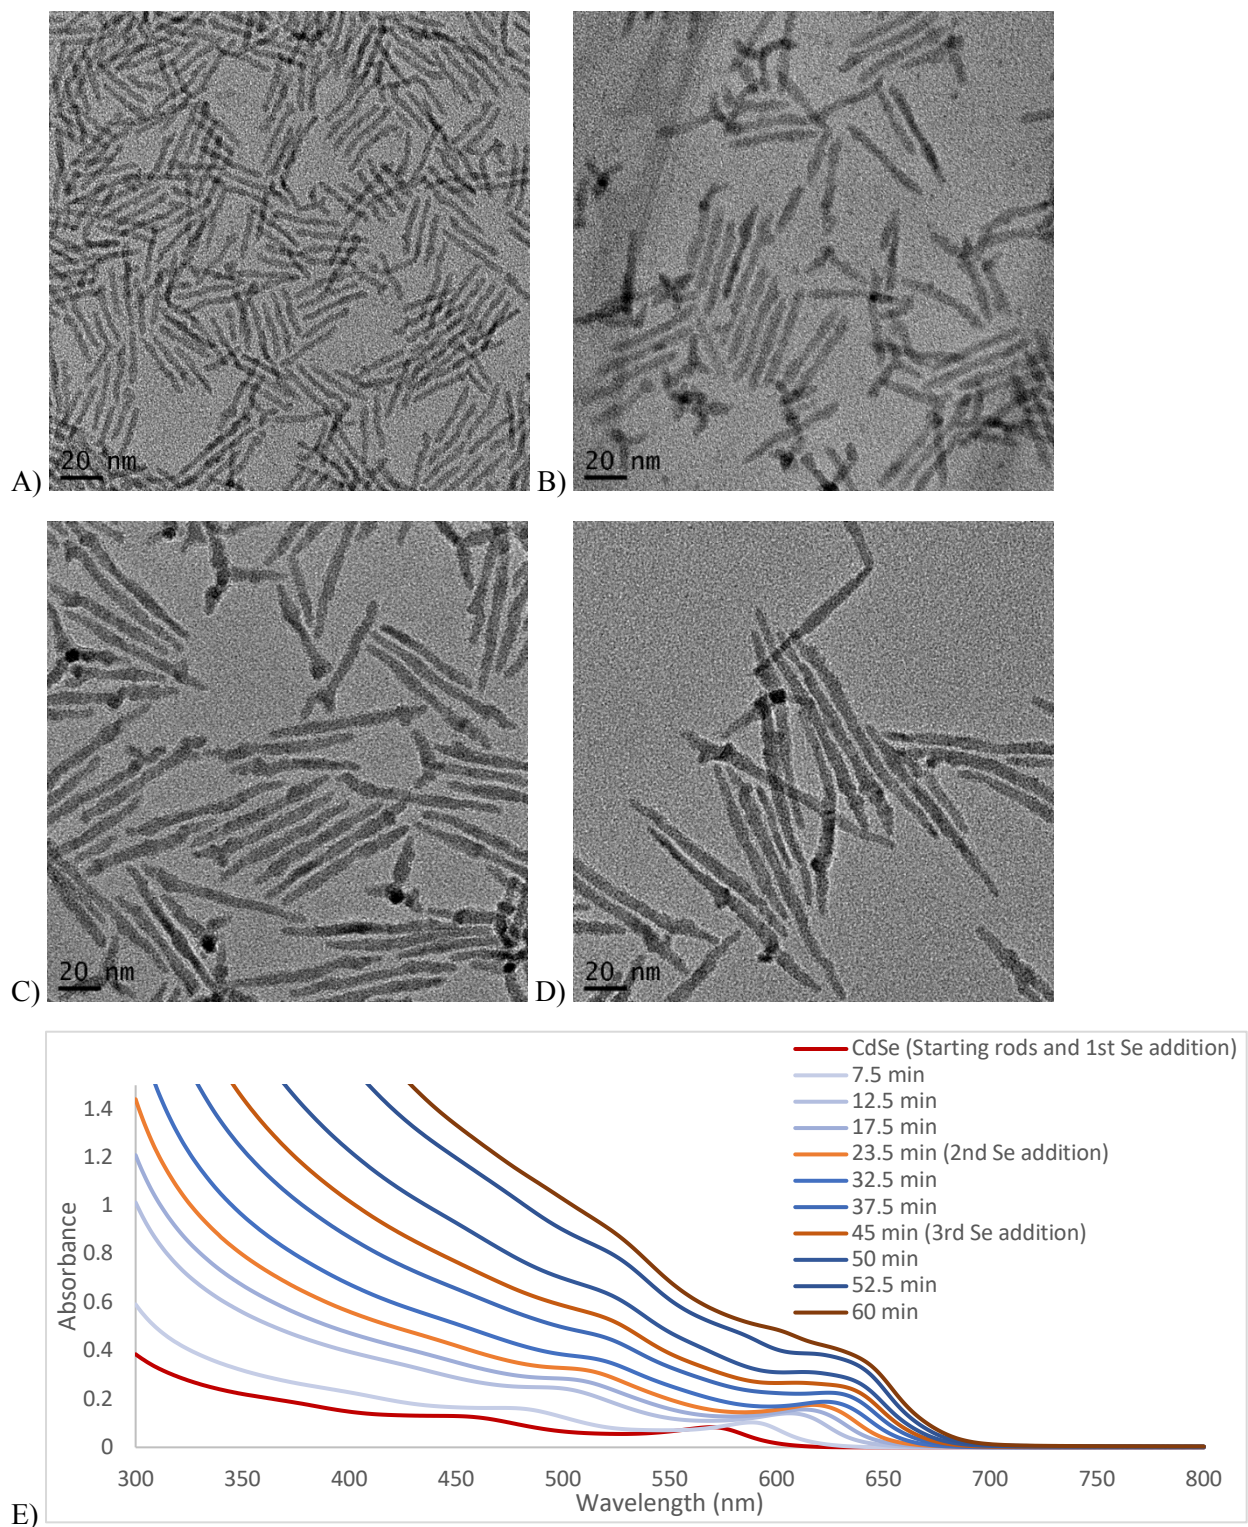 20 nm
A)
20 nm
B)
20 nm
C)
20 nm
D)
CdSe (Starting rods and 1st Se addition)
7.5 min
12.5 min
17.5 min
23.5 min (2nd Se addition)
32.5 min
37.5 min
45 min (3rd Se addition)
50 min
52.5 min
60 min
Absorbance
1.4
1.2
1
0.8
0.6
0.4
0.2
0
300 350 400 450 500 550 600 650 700 750 800
Wavelength (nm)
E)